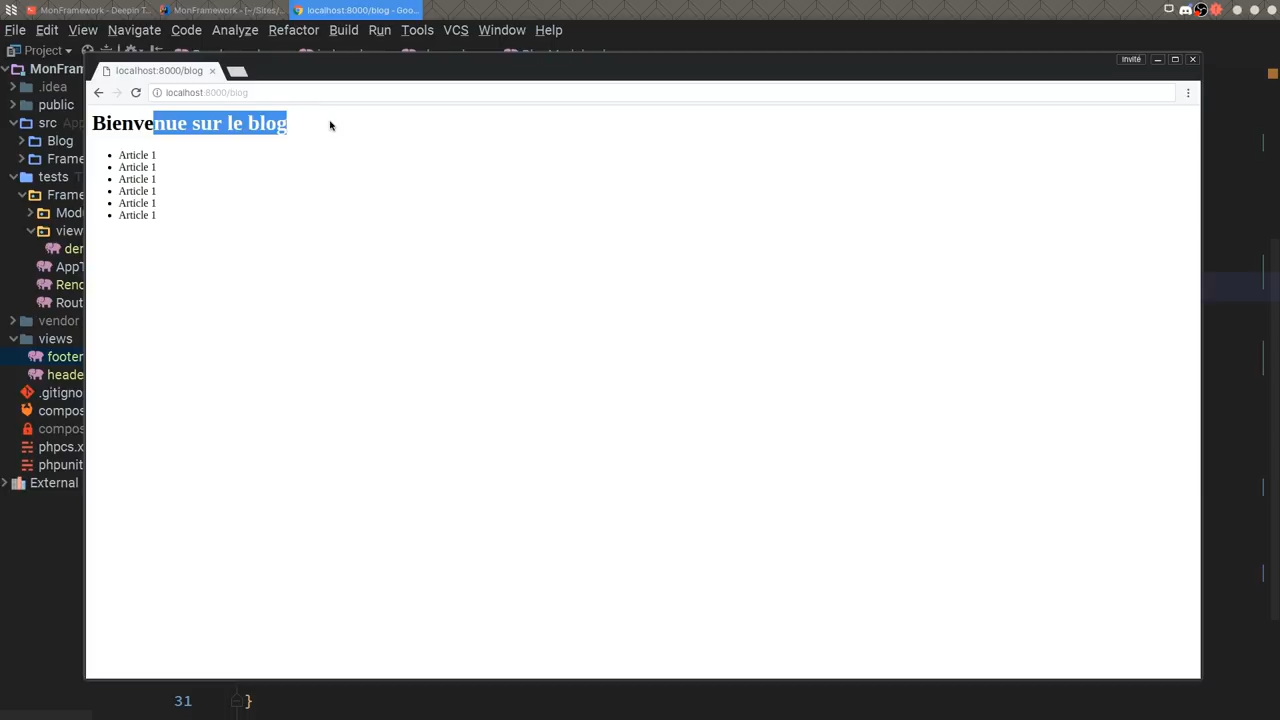 MonFramework - Deepin T... MonFramework - [~/Sites/... localhost:8000/blog - Goo...
File Edit View Navigate Code Analyze Refactor Build Run Tools VCS Window Help
Project
Invité
localhost:8000/blog
localhost:8000/blog
Bienvenue sur le blog
Article 1
Article 1
Article 1
Article 1
Article 1
Article 1
MonFram
.idea
public
src App
Blog
Frame
tests T
Frame
Mod
view
der
AppT
Rend
Rout
vendor
views
footer
heade
.gitigno
compos
compos
phpcs.x
phpunit
External
31 }